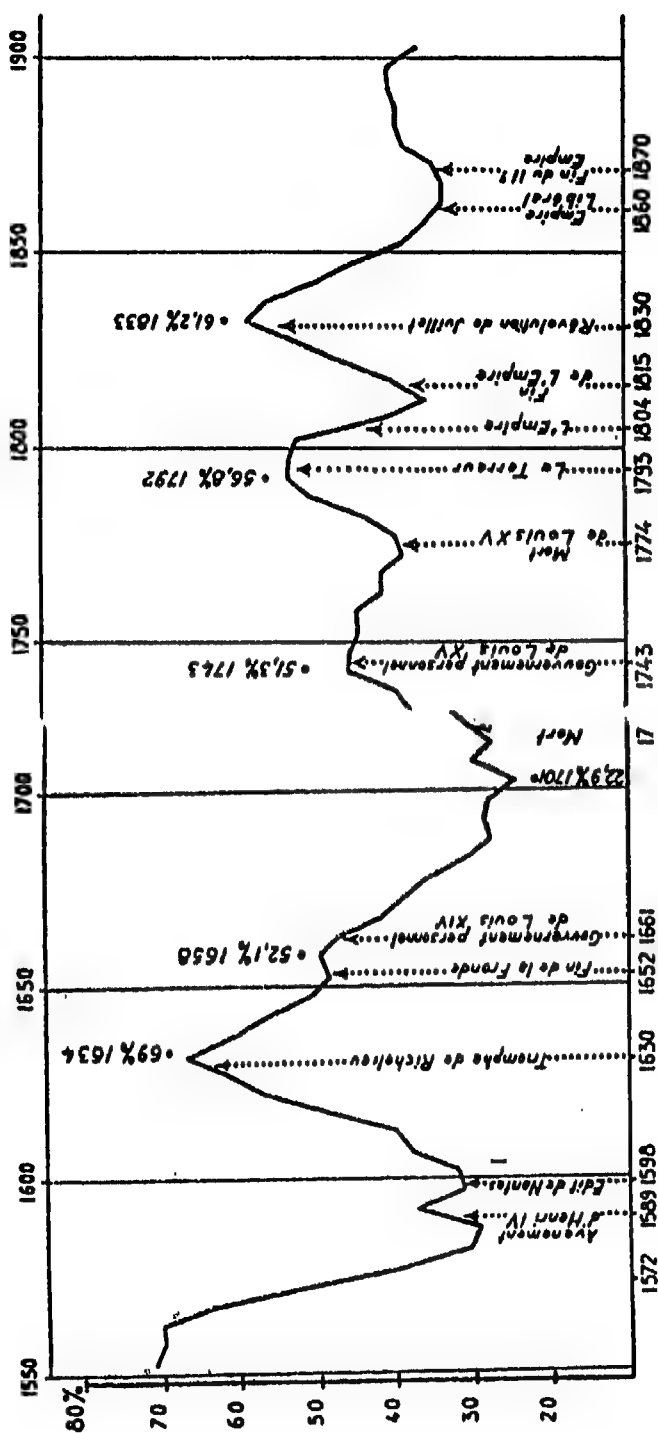 1550
1600
1650
1700
1750
1800
1850
1900
80%
70
60
50
40
30
20
69% 1634
52,1% 1658
22,9% 1701
51,3% 1743
56,8% 1792
61,2% 1833
Avenement
d'Henri IV
Edit de Nantes
Triomphe de Richelieu
Fin de la Fronde
Gouvernement personnel
de Louis XIV
Mort
Gouvernement personnel
de Louis XV
Mort
de Louis XV
La Terreur
L'Empire
Fin
de L'Empire
Révolution de Juillet
Empire
Libéral
Fin du IIe
Empire
1572
1589
1598
1630
1652
1661
17
1743
1774
1793
1804
1815
1830
1860
1870